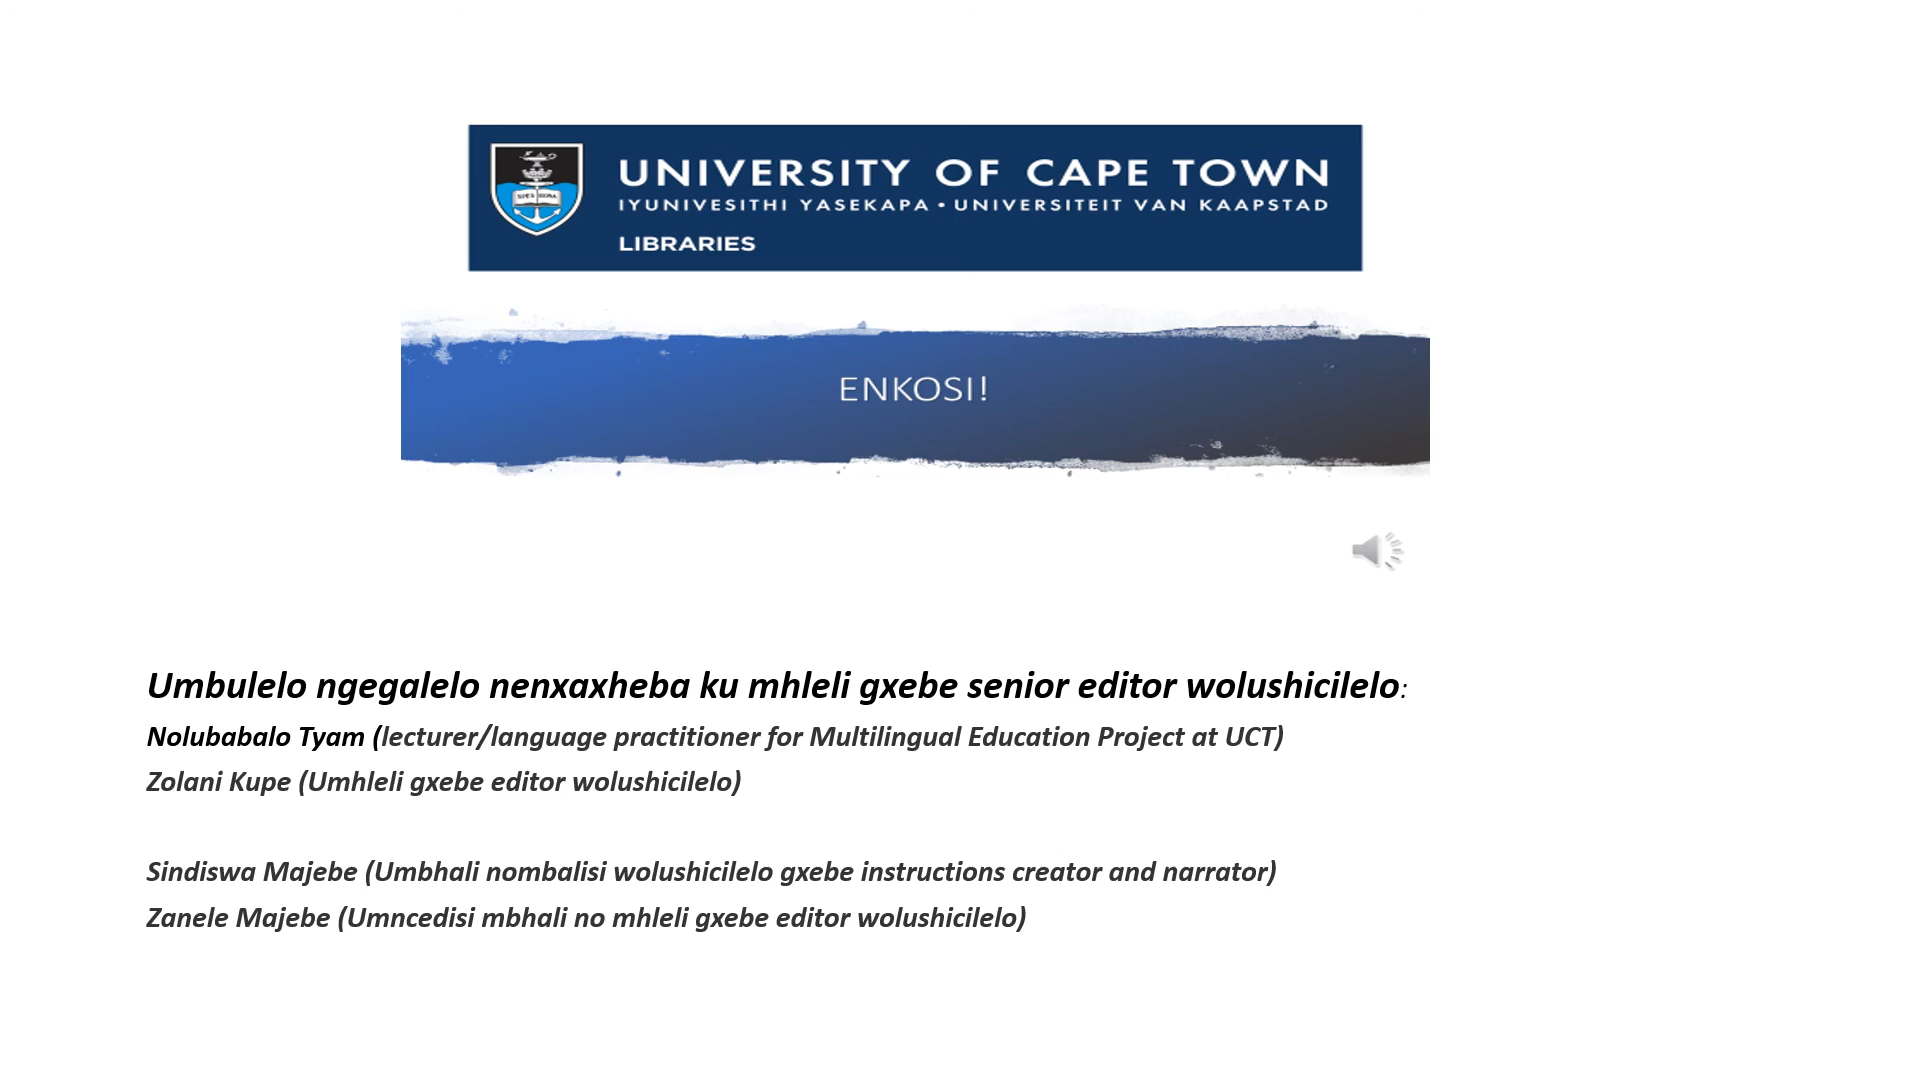 UNIVERSITY OF CAPE TOWN
IYUNIVESITHI YASEKAPA • UNIVERSITEIT VAN KAAPSTAD
LIBRARIES
ENKOSI!
Umbulelo ngegalelo nenxaxheba ku mhleli gxebe senior editor wolushicilelo:
Nolubabalo Tyam (lecturer/language practitioner for Multilingual Education Project at UCT)
Zolani Kupe (Umhleli gxebe editor wolushicilelo)
Sindiswa Majebe (Umbhali nombalisi wolushicilelo gxebe instructions creator and narrator)
Zanele Majebe (Umncedisi mbhali no mhleli gxebe editor wolushicilelo)